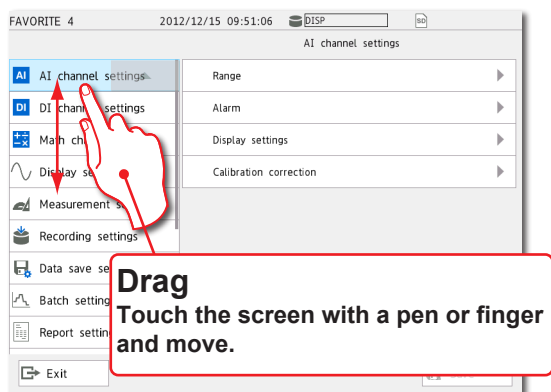 FAVORITE 4 2012/12/15 09:51:06 DISP SD
AI channel settings
AI AI channel settings Range
DI DI channel settings Alarm
Math ch Display settings
Display se Calibration correction
Measurement s
Recording settings
Data save se
Batch setting
Report settin
Drag
Touch the screen with a pen or finger
and move.
Exit